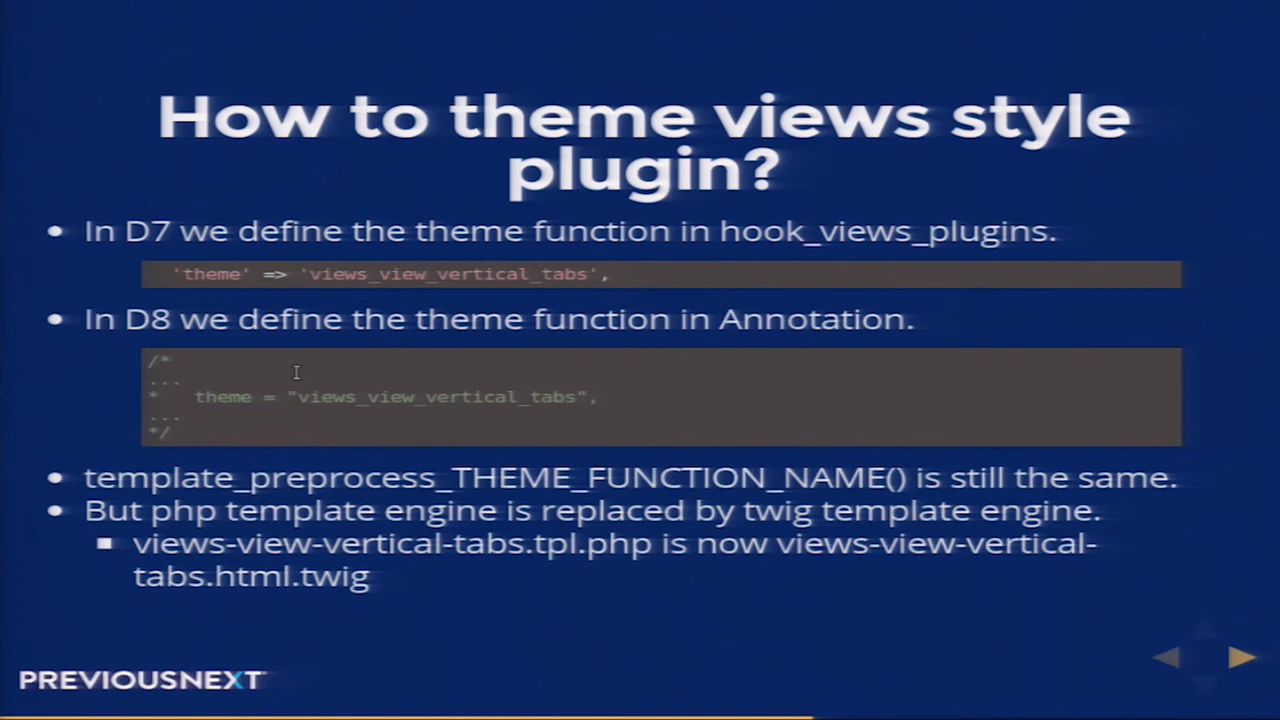 How to theme views style
plugin?
In D7 we define the theme function in hook_views_plugins.
'theme' => 'views_view_vertical_tabs',
In D8 we define the theme function in Annotation.
/*
...
*   theme = "views_view_vertical_tabs",
...
*/
template_preprocess_THEME_FUNCTION_NAME() is still the same.
But php template engine is replaced by twig template engine.
views-view-vertical-tabs.tpl.php is now views-view-vertical-
tabs.html.twig
PREVIOUSNEXT